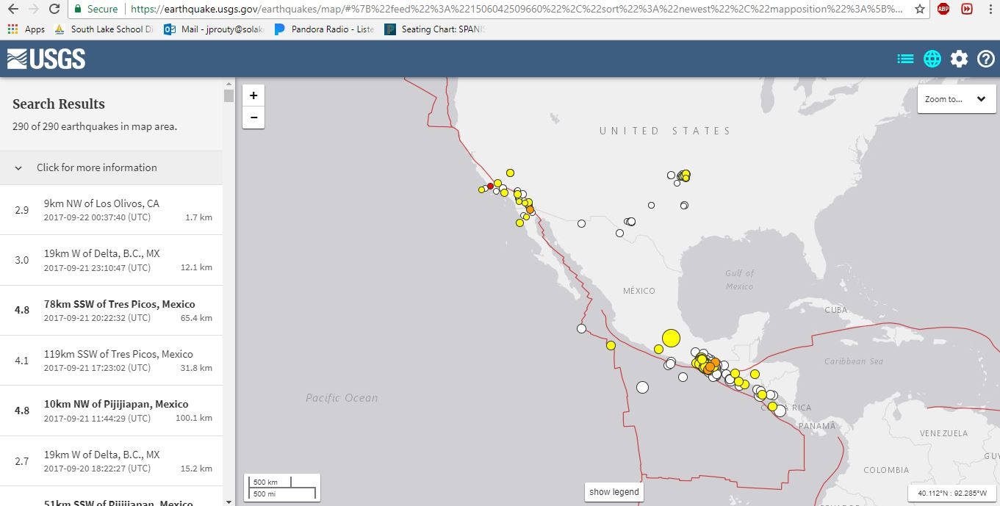 Secure https://earthquake.usgs.gov/earthquakes/map/#%7B%22feed%22%3A%221506042509660%22%2C%22sort%22%3A%22newest%22%2C%22mapposition%22%3A%5B%...
ABP
Apps South Lake School Di Mail - jprouty@solak Pandora Radio - Liste Seating Chart: SPANIS
USGS
Search Results
290 of 290 earthquakes in map area.
Click for more information
2.9 9km NW of Los Olivos, CA
2017-09-22 00:37:40 (UTC) 1.7 km
3.0 19km W of Delta, B.C., MX
2017-09-21 23:10:47 (UTC) 12.1 km
4.8 78km SSW of Tres Picos, Mexico
2017-09-21 20:22:32 (UTC) 65.4 km
4.1 119km SSW of Tres Picos, Mexico
2017-09-21 17:23:02 (UTC) 31.8 km
4.8 10km NW of Pijijiapan, Mexico
2017-09-21 11:44:29 (UTC) 100.1 km
2.7 19km W of Delta, B.C., MX
2017-09-20 18:22:27 (UTC) 15.2 km
51km SSW of Pijijiapan, Mexico
+
−
Zoom to...
UNITED STATES
Gulf of
Mexico
MÉXICO
CUBA
Caribbean Sea
Pacific Ocean
RICA
PANAMÁ
VENEZUELA
GUY
COLOMBIA
500 km
500 mi
show legend
40.112°N : 92.285°W